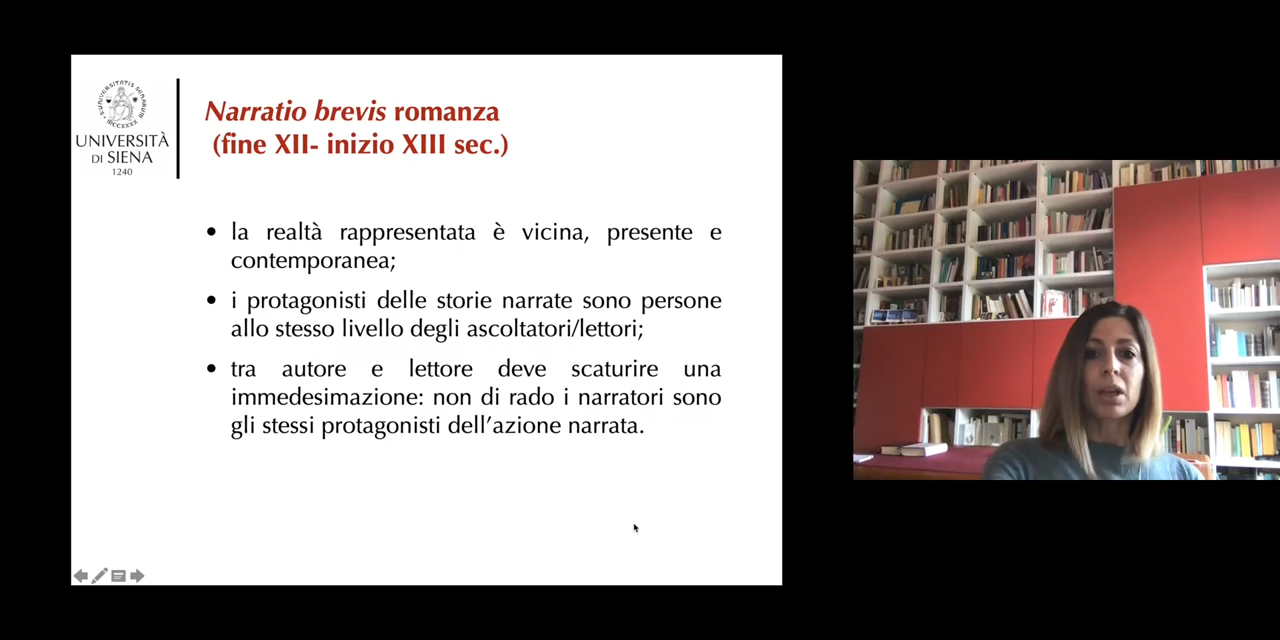 UNIVERSITÀ
DI SIENA
1240
Narratio brevis romanza
(fine XII- inizio XIII sec.)
• la realtà rappresentata è vicina, presente e
contemporanea;
• i protagonisti delle storie narrate sono persone
allo stesso livello degli ascoltatori/lettori;
• tra autore e lettore deve scaturire una
immedesimazione: non di rado i narratori sono
gli stessi protagonisti dell’azione narrata.